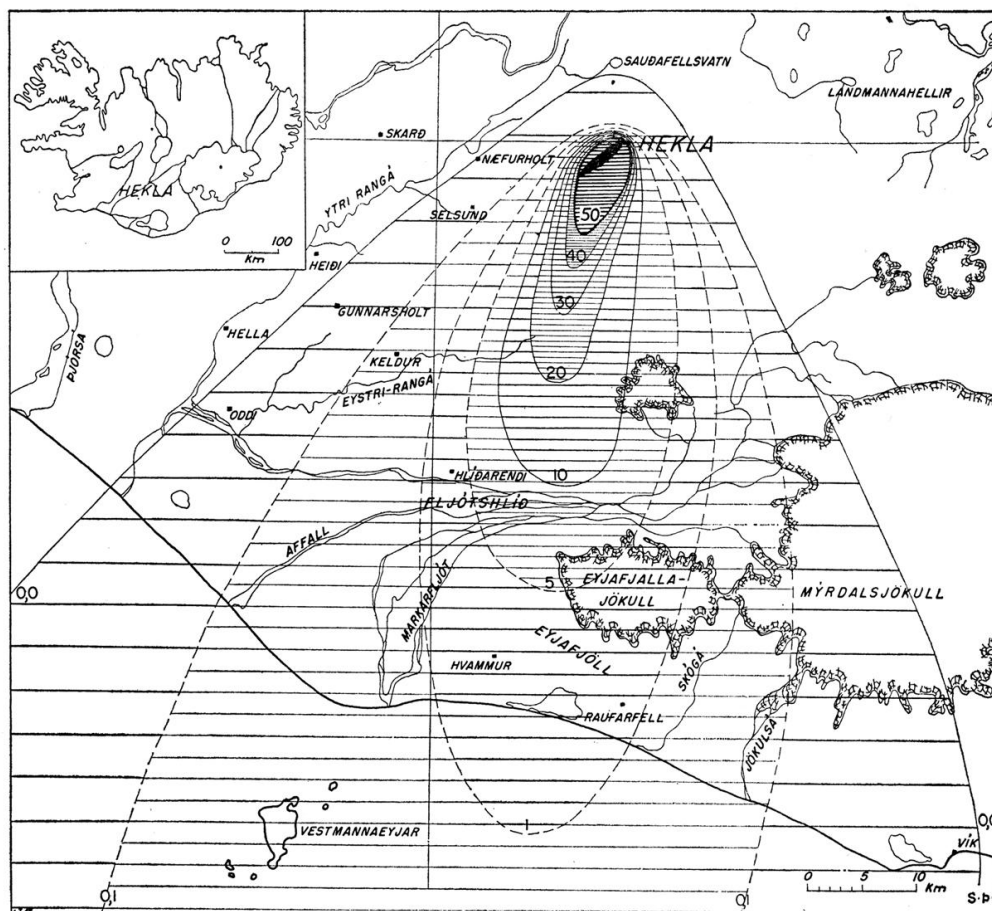 SAUÐAFELLSVATN
LANDMANNAHELLIR
SKARÐ
HEKLA
NÆFURHOLT
HEKLA
YTRI RANGÁ
SELSUND
50
0 100
Km
HEIÐI
40
30
GUNNARSHOLT
HELLA
ÞJORSA
KELDUR
20
EYSTRI-RANGÁ
ODDI
HLÍÐARENDI
10
FLJÓTSHLÍÐ
AFFALL
5
EYJAFJALLA-
JÖKULL
MÝRDALSJÖKULL
0,0
MARKARFLJÓT
EYJAFJÖLL
HVAMMUR
SKÓGÁ
RAUFARFELL
JÖKULSÁ
1
VESTMANNAEYJAR
VÍK
0 5 10
Km
0,1
0,1